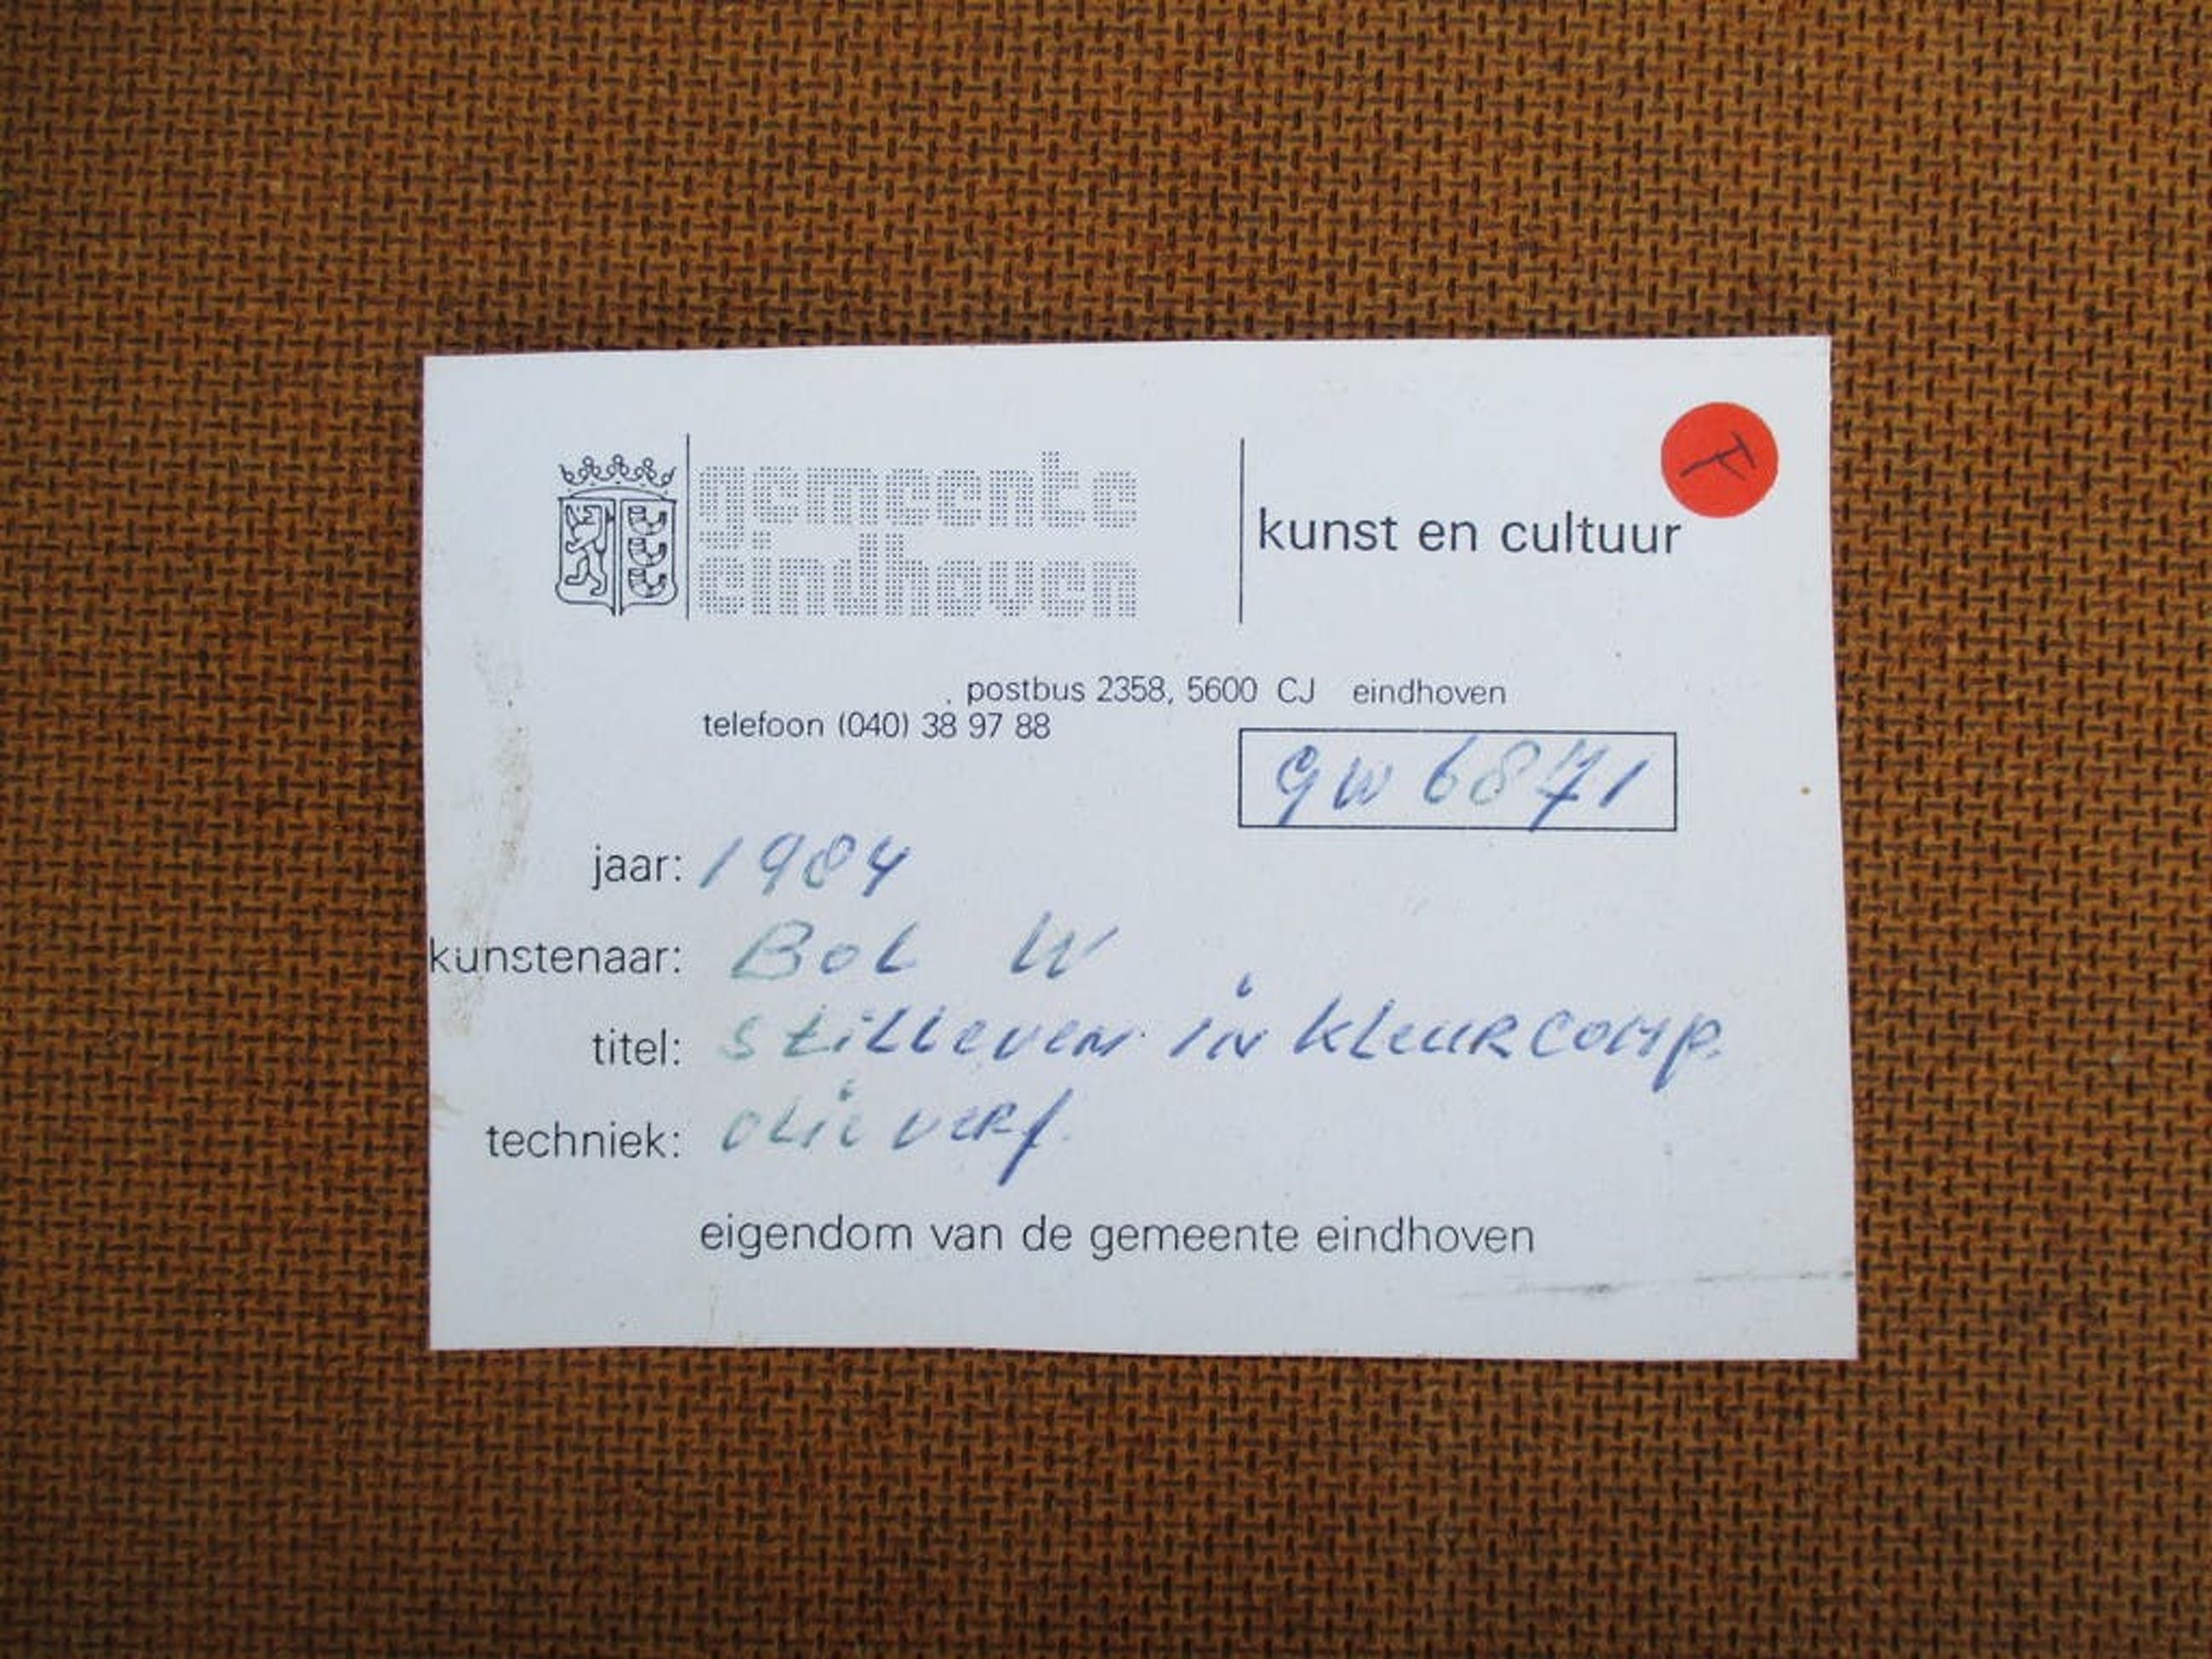 gemeente
eindhoven
kunst en cultuur
postbus 2358, 5600 CJ eindhoven
telefoon (040) 38 97 88
GW 6871
jaar: 1984
kunstenaar: Bol W
titel: Stilleven in kleurcomp.
techniek: olieverf.
eigendom van de gemeente eindhoven